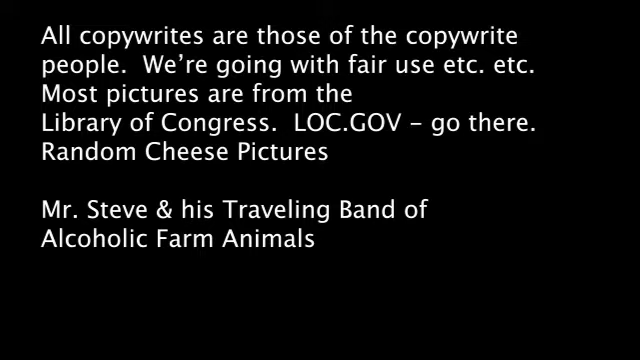 All copywrites are those of the copywrite
people.  We're going with fair use etc. etc.
Most pictures are from the
Library of Congress.  LOC.GOV – go there.
Random Cheese Pictures

Mr. Steve & his Traveling Band of
Alcoholic Farm Animals